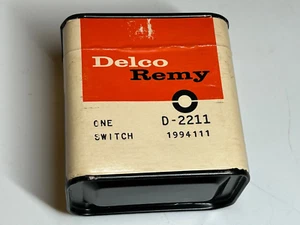 Delco
Remy
ONE D-2211
SWITCH 1994111